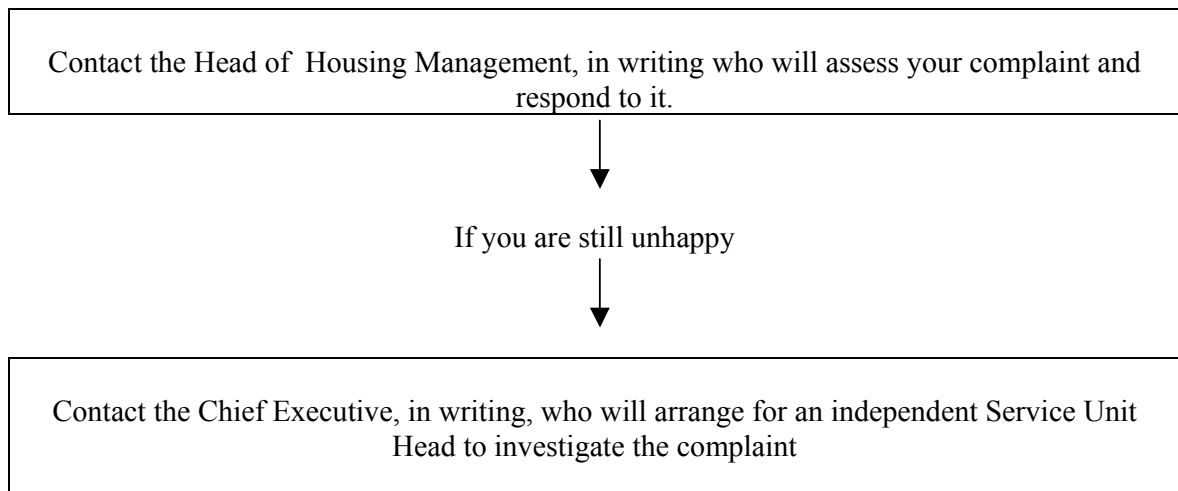 Contact the Head of  Housing Management, in writing who will assess your complaint and
respond to it.
If you are still unhappy
Contact the Chief Executive, in writing, who will arrange for an independent Service Unit
Head to investigate the complaint